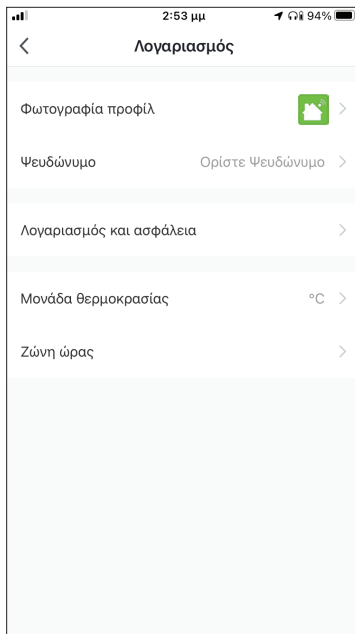 2:53 μμ 94%
Λογαριασμός
Φωτογραφία προφίλ
Ψευδώνυμο Ορίστε Ψευδώνυμο
Λογαριασμός και ασφάλεια
Μονάδα θερμοκρασίας °C
Ζώνη ώρας